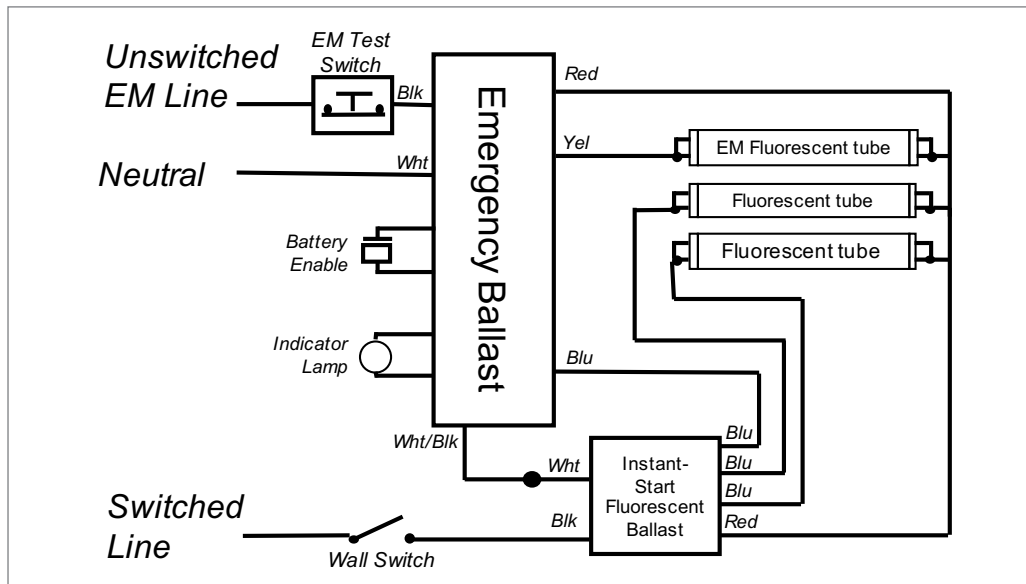 Unswitched
EM Line
EM Test
Switch
Blk
Neutral
Wht
Battery
Enable
Indicator
Lamp
Emergency Ballast
Red
Yel
EM Fluorescent tube
Fluorescent tube
Fluorescent tube
Blu
Wht/Blk
Wht
Instant-
Start
Fluorescent
Ballast
Blu
Blu
Blu
Red
Switched
Line
Wall Switch
Blk